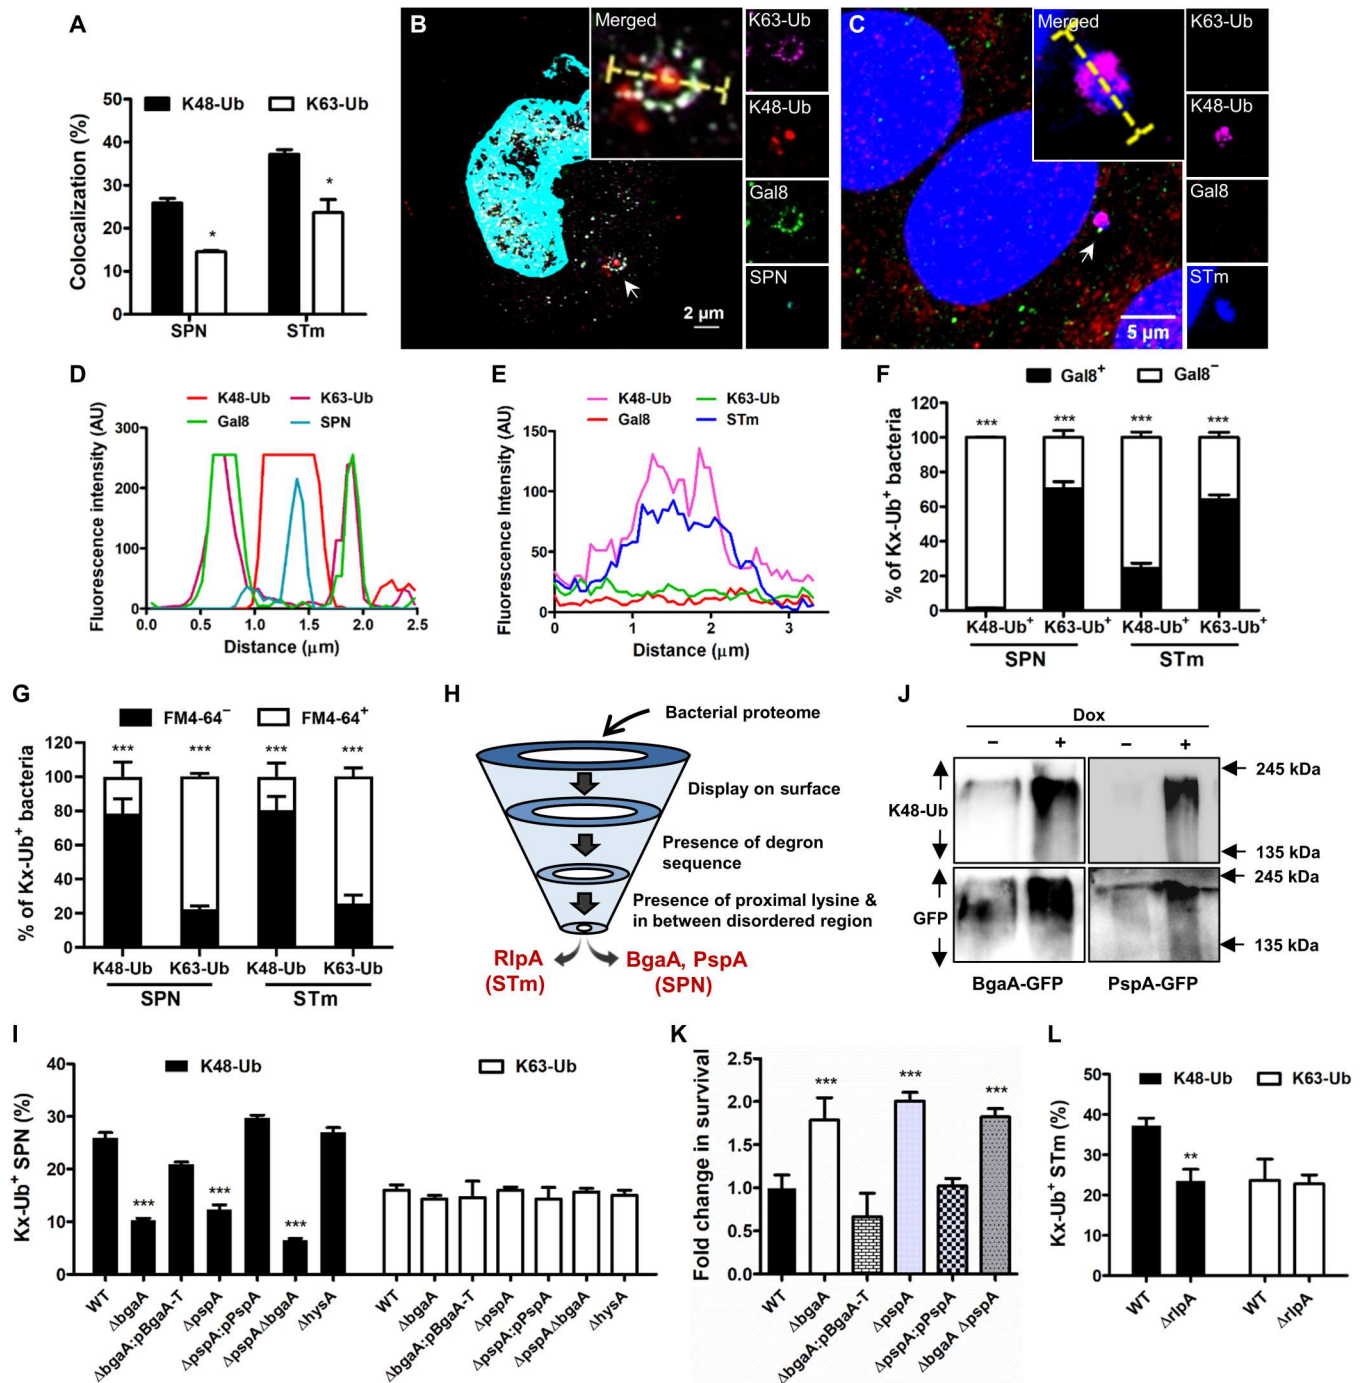 A
K48-Ub K63-Ub
Colocalization (%)
50
40
30
20
10
0
*
*
SPN STm
B
Merged
K63-Ub
K48-Ub
Gal8
SPN
2 µm
C
Merged
K63-Ub
K48-Ub
Gal8
STm
5 µm
D
K48-Ub K63-Ub
Gal8 SPN
Fluorescence intensity (AU)
300
200
100
0
0.0 0.5 1.0 1.5 2.0 2.5
Distance (µm)
E
K48-Ub K63-Ub
Gal8 STm
Fluorescence Intensity (AU)
150
100
50
0
0 1 2 3
Distance (µm)
F
Gal8+ Gal8−
% of Kx-Ub+ bacteria
120
100
80
60
40
20
0
*** *** *** ***
K48-Ub+ K63-Ub+ K48-Ub+ K63-Ub+
SPN STm
G
FM4-64− FM4-64+
% of Kx-Ub+ bacteria
120
100
80
60
40
20
0
*** *** *** ***
K48-Ub K63-Ub K48-Ub K63-Ub
SPN STm
H
Bacterial proteome
Display on surface
Presence of degron
sequence
Presence of proximal lysine &
in between disordered region
RlpA
(STm)
BgaA, PspA
(SPN)
J
Dox
− + − +
K48-Ub
245 kDa
135 kDa
GFP
245 kDa
135 kDa
BgaA-GFP PspA-GFP
I
K48-Ub K63-Ub
Kx-Ub+ SPN (%)
40
30
20
10
0
*** *** ***
WT ΔbgaA ΔbgaA:pBgaA-T ΔpspA ΔpspA:pPspA ΔpspAΔbgaA ΔhysA
WT ΔbgaA ΔbgaA:pBgaA-T ΔpspA ΔpspA:pPspA ΔpspAΔbgaA ΔhysA
K
Fold change in survival
2.5
2.0
1.5
1.0
0.5
0.0
*** *** ***
WT ΔbgaA ΔbgaA:pBgaA-T ΔpspA ΔpspA:pPspA ΔbgaA ΔpspA
L
K48-Ub K63-Ub
Kx-Ub+ STm (%)
50
40
30
20
10
0
**
WT ΔrlpA WT ΔrlpA